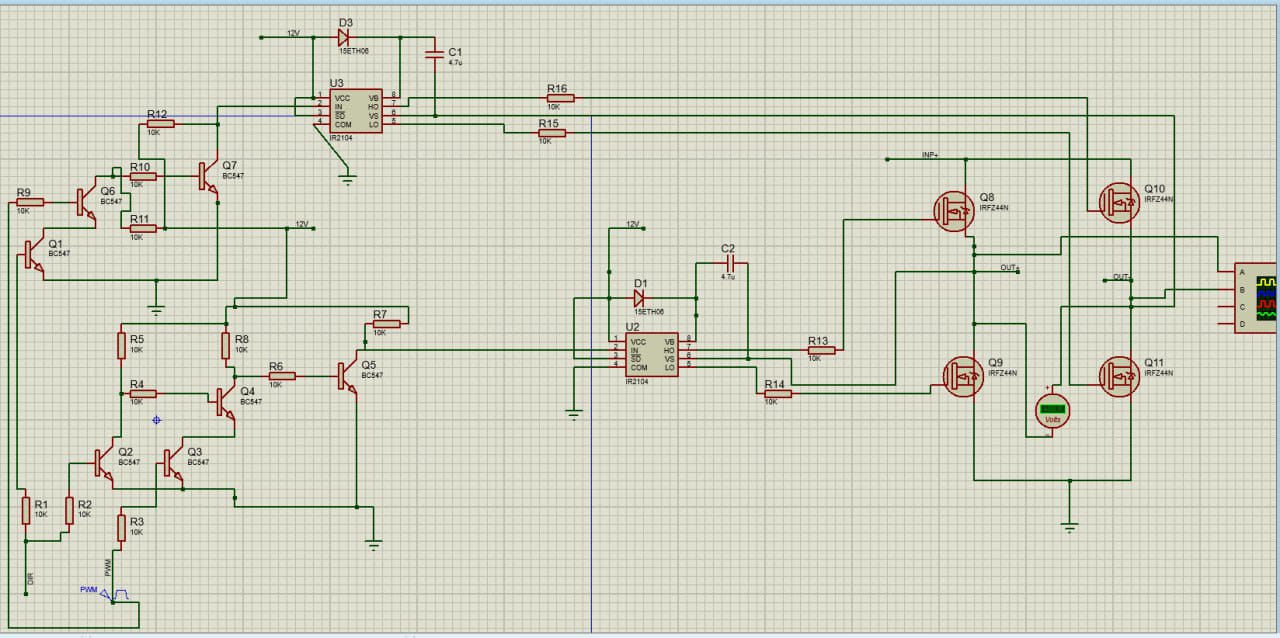 D3
12V
15ETH06
C1
4.7u
U3
1 VCC VB 8
2 IN HO 7
3 SD VS 6
4 COM LO 5
IR2104
R16
10K
R15
10K
R12
10K
R10
10K
Q7
BC547
R9
10K
Q6
BC547
R11
10K
12V
Q1
BC547
INP+
Q8
IRFZ44N
Q10
IRFZ44N
12V
C2
4.7u
OUT+
OUT-
A
B
C
D
D1
15ETH06
U2
1 VCC VB 8
2 IN HO 7
3 SD VS 6
4 COM LO 5
IR2104
R7
10K
R5
10K
R8
10K
R13
10K
R6
10K
Q5
BC547
Q9
IRFZ44N
Q11
IRFZ44N
R4
10K
Q4
BC547
R14
10K
+
Volts
-
Q2
BC547
Q3
BC547
R1
10K
R2
10K
R3
10K
DIR
PWM
PWM